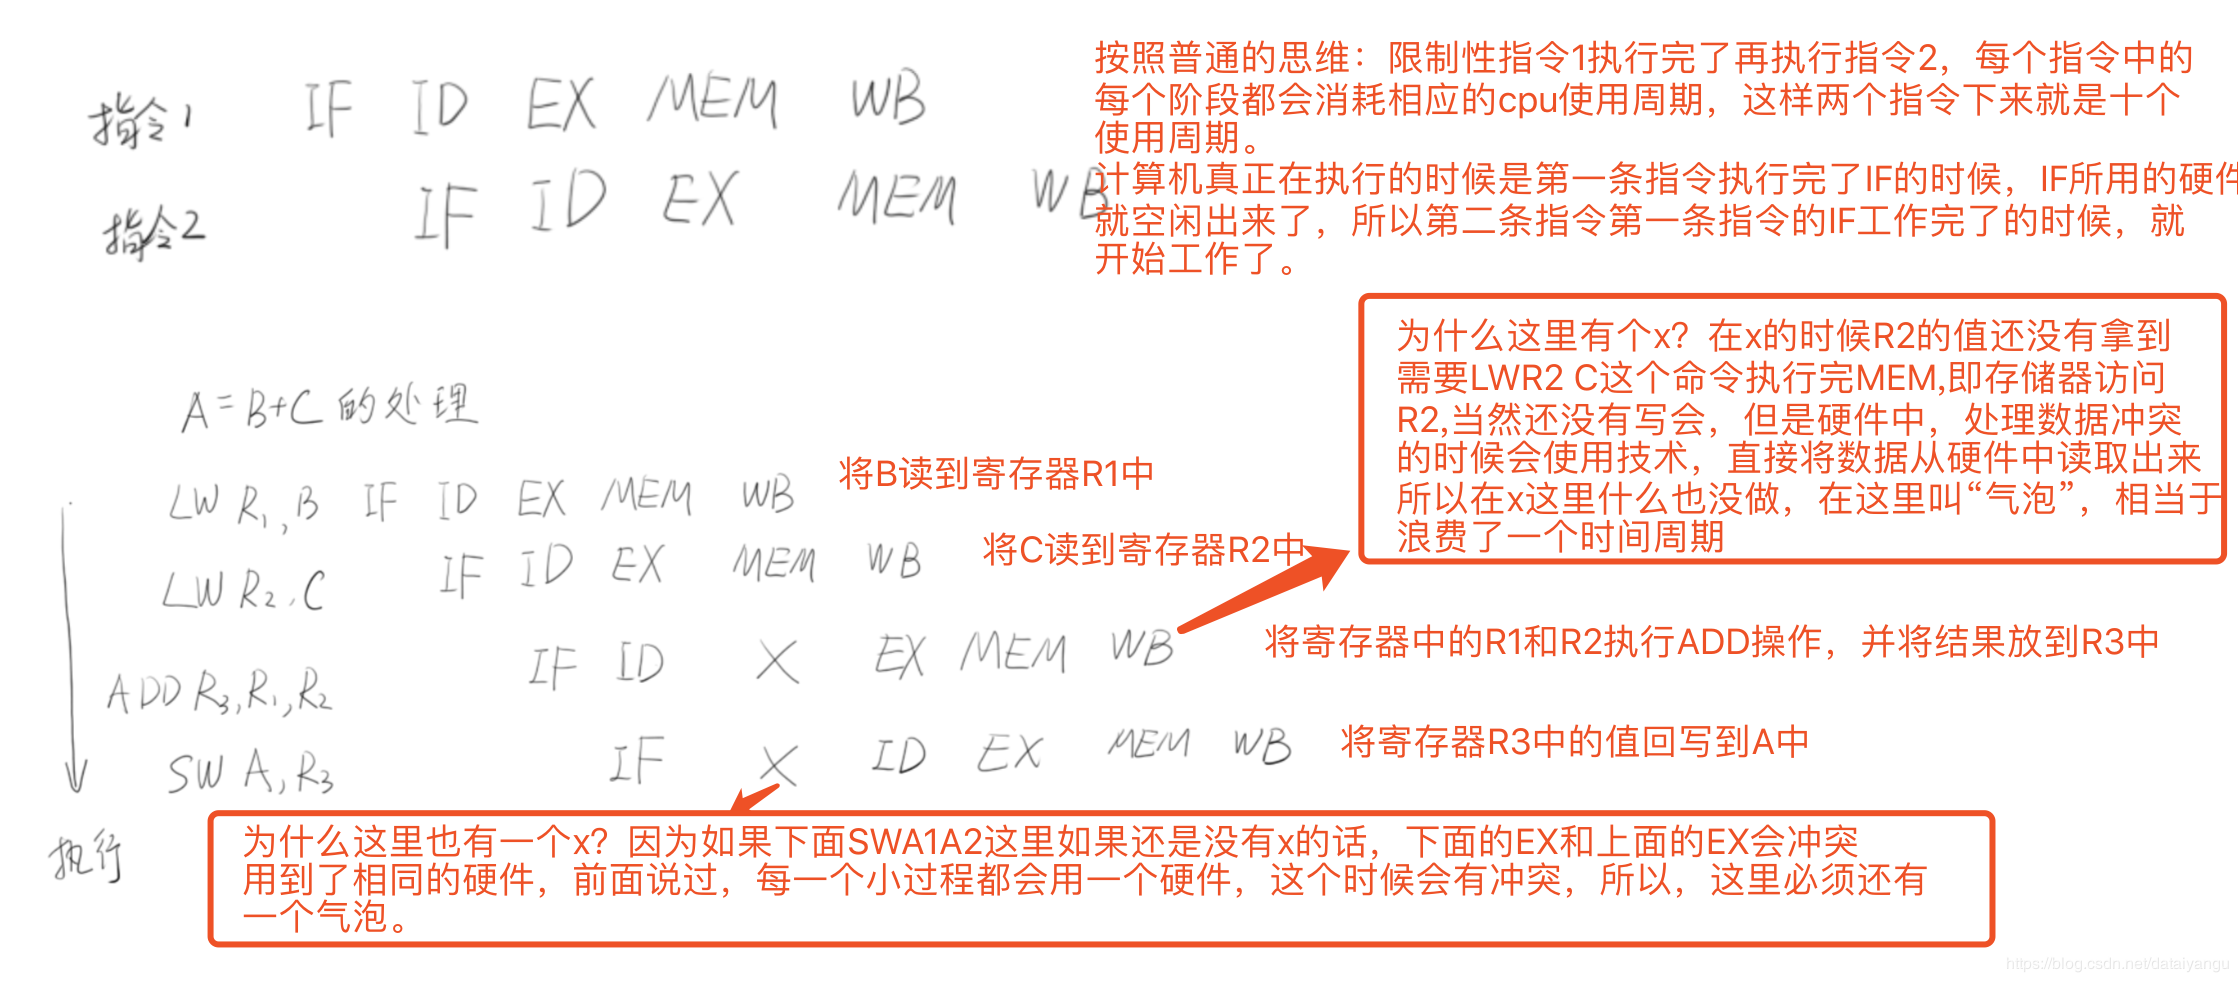 按照普通的思维：限制性指令1执行完了再执行指令2，每个指令中的
每个阶段都会消耗相应的cpu使用周期，这样两个指令下来就是十个
使用周期。
计算机真正在执行的时候是第一条指令执行完了IF的时候，IF所用的硬件
就空闲出来了，所以第二条指令第一条指令的IF工作完了的时候，就
开始工作了。
指令1 IF ID EX MEM WB
指令2 IF ID EX MEM WB
为什么这里有个x？在x的时候R2的值还没有拿到
需要LWR2 C这个命令执行完MEM,即存储器访问
R2,当然还没有写会，但是硬件中，处理数据冲突
的时候会使用技术，直接将数据从硬件中读取出来
所以在x这里什么也没做，在这里叫“气泡”，相当于
浪费了一个时间周期
A=B+C的处理
LW R1,B IF ID EX MEM WB 将B读到寄存器R1中
LW R2,C IF ID EX MEM WB 将C读到寄存器R2中
ADD R3,R1,R2 IF ID X EX MEM WB 将寄存器中的R1和R2执行ADD操作，并将结果放到R3中
SW A,R3 IF X ID EX MEM WB 将寄存器R3中的值回写到A中
执行
为什么这里也有一个x？因为如果下面SWA1A2这里如果还是没有x的话，下面的EX和上面的EX会冲突
用到了相同的硬件，前面说过，每一个小过程都会用一个硬件，这个时候会有冲突，所以，这里必须还有
一个气泡。
https://blog.csdn.net/dataiyangu